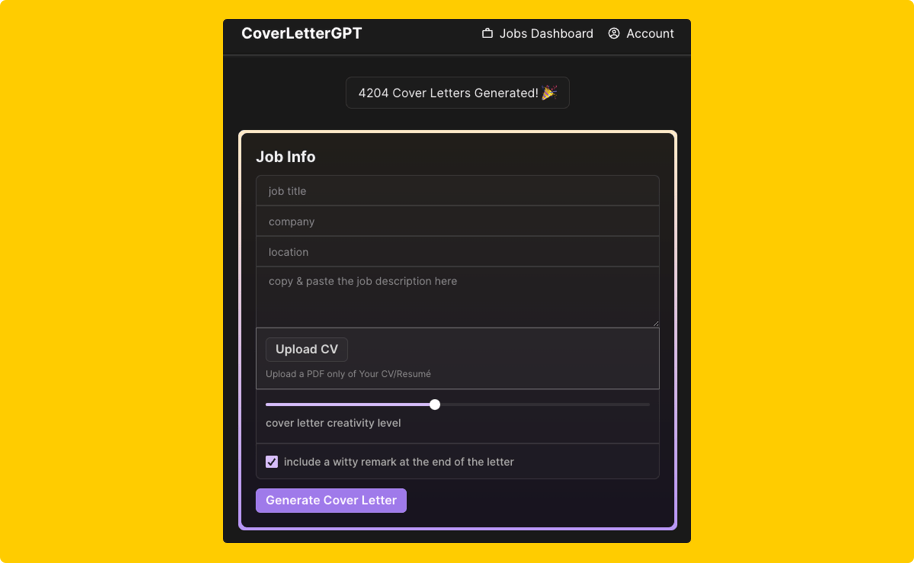 CoverLetterGPT
Jobs Dashboard
Account
4204 Cover Letters Generated! 🎉
Job Info
job title
company
location
copy & paste the job description here
Upload CV
Upload a PDF only of Your CV/Resumé
cover letter creativity level
include a witty remark at the end of the letter
Generate Cover Letter